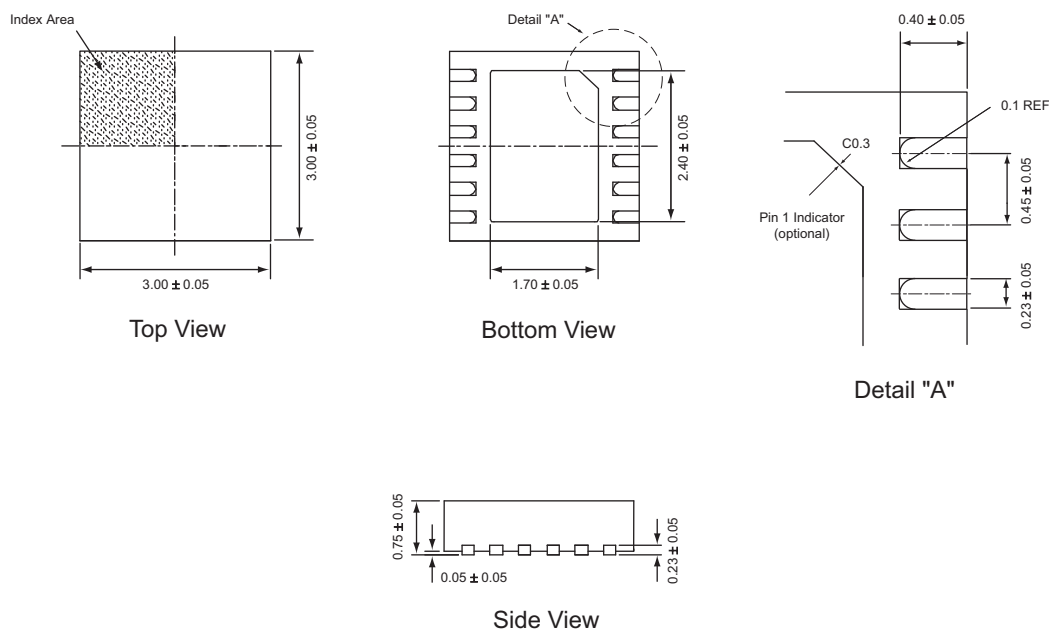 Index Area
3.00 ± 0.05
3.00 ± 0.05
Top View
Detail "A"
2.40 ± 0.05
1.70 ± 0.05
Bottom View
0.40 ± 0.05
0.1 REF
C0.3
0.45 ± 0.05
Pin 1 Indicator
(optional)
0.23 ± 0.05
Detail "A"
0.75 ± 0.05
0.05 ± 0.05
0.23 ± 0.05
Side View